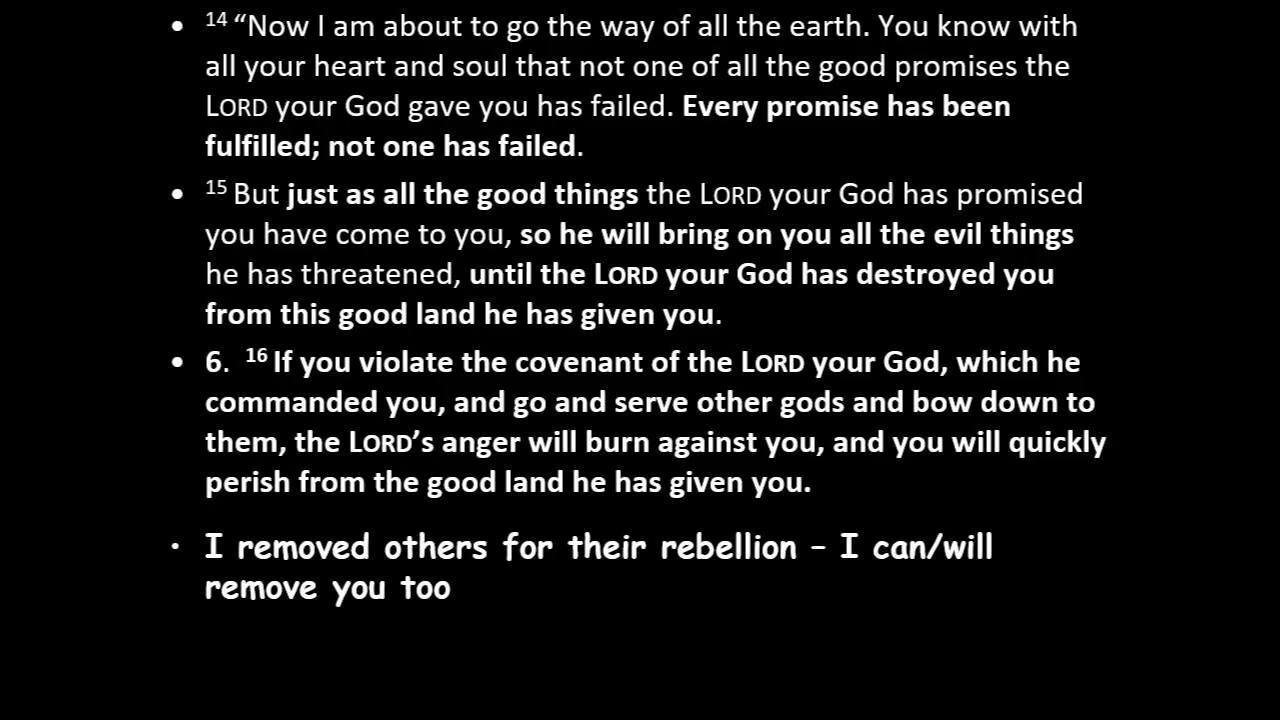 • 14 “Now I am about to go the way of all the earth. You know with
all your heart and soul that not one of all the good promises the
LORD your God gave you has failed. Every promise has been
fulfilled; not one has failed.
• 15 But just as all the good things the LORD your God has promised
you have come to you, so he will bring on you all the evil things
he has threatened, until the LORD your God has destroyed you
from this good land he has given you.
• 6. 16 If you violate the covenant of the LORD your God, which he
commanded you, and go and serve other gods and bow down to
them, the LORD’s anger will burn against you, and you will quickly
perish from the good land he has given you.
• I removed others for their rebellion – I can/will
remove you too